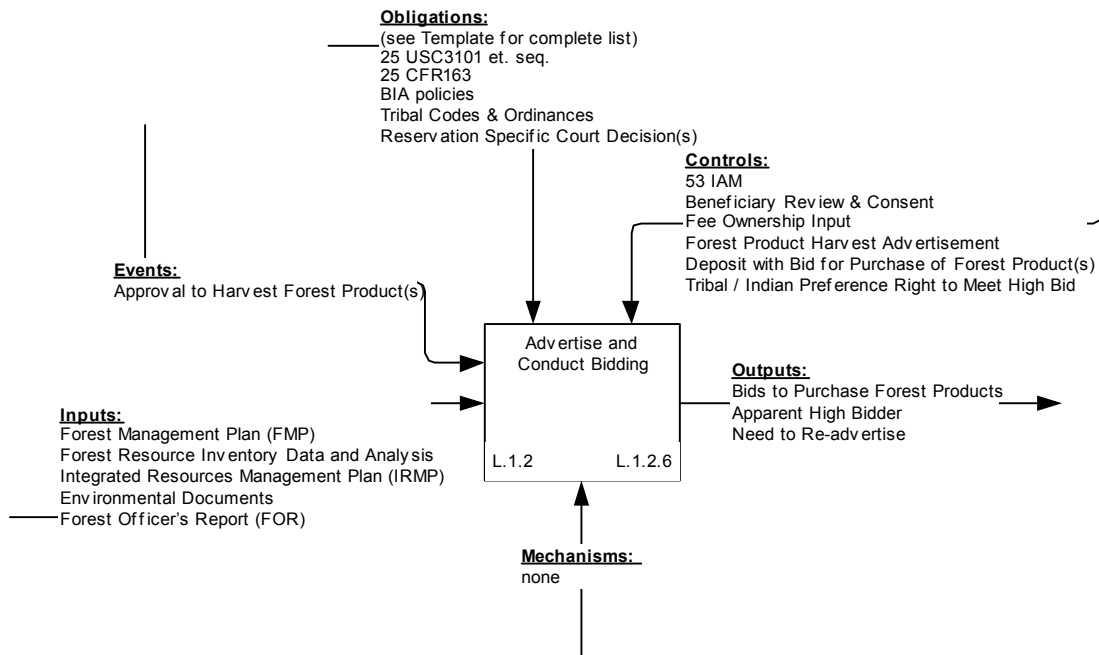 Obligations:
(see Template for complete list)
25 USC3101 et. seq.
25 CFR163
BIA policies
Tribal Codes & Ordinances
Reservation Specific Court Decision(s)
Controls:
53 IAM
Beneficiary Review & Consent
Fee Ownership Input
Forest Product Harvest Advertisement
Deposit with Bid for Purchase of Forest Product(s)
Tribal / Indian Preference Right to Meet High Bid
Events:
Approval to Harvest Forest Product(s)
Advertise and
Conduct Bidding
L.1.2 L.1.2.6
Outputs:
Bids to Purchase Forest Products
Apparent High Bidder
Need to Re-advertise
Inputs:
Forest Management Plan (FMP)
Forest Resource Inventory Data and Analysis
Integrated Resources Management Plan (IRMP)
Environmental Documents
Forest Officer's Report (FOR)
Mechanisms:
none